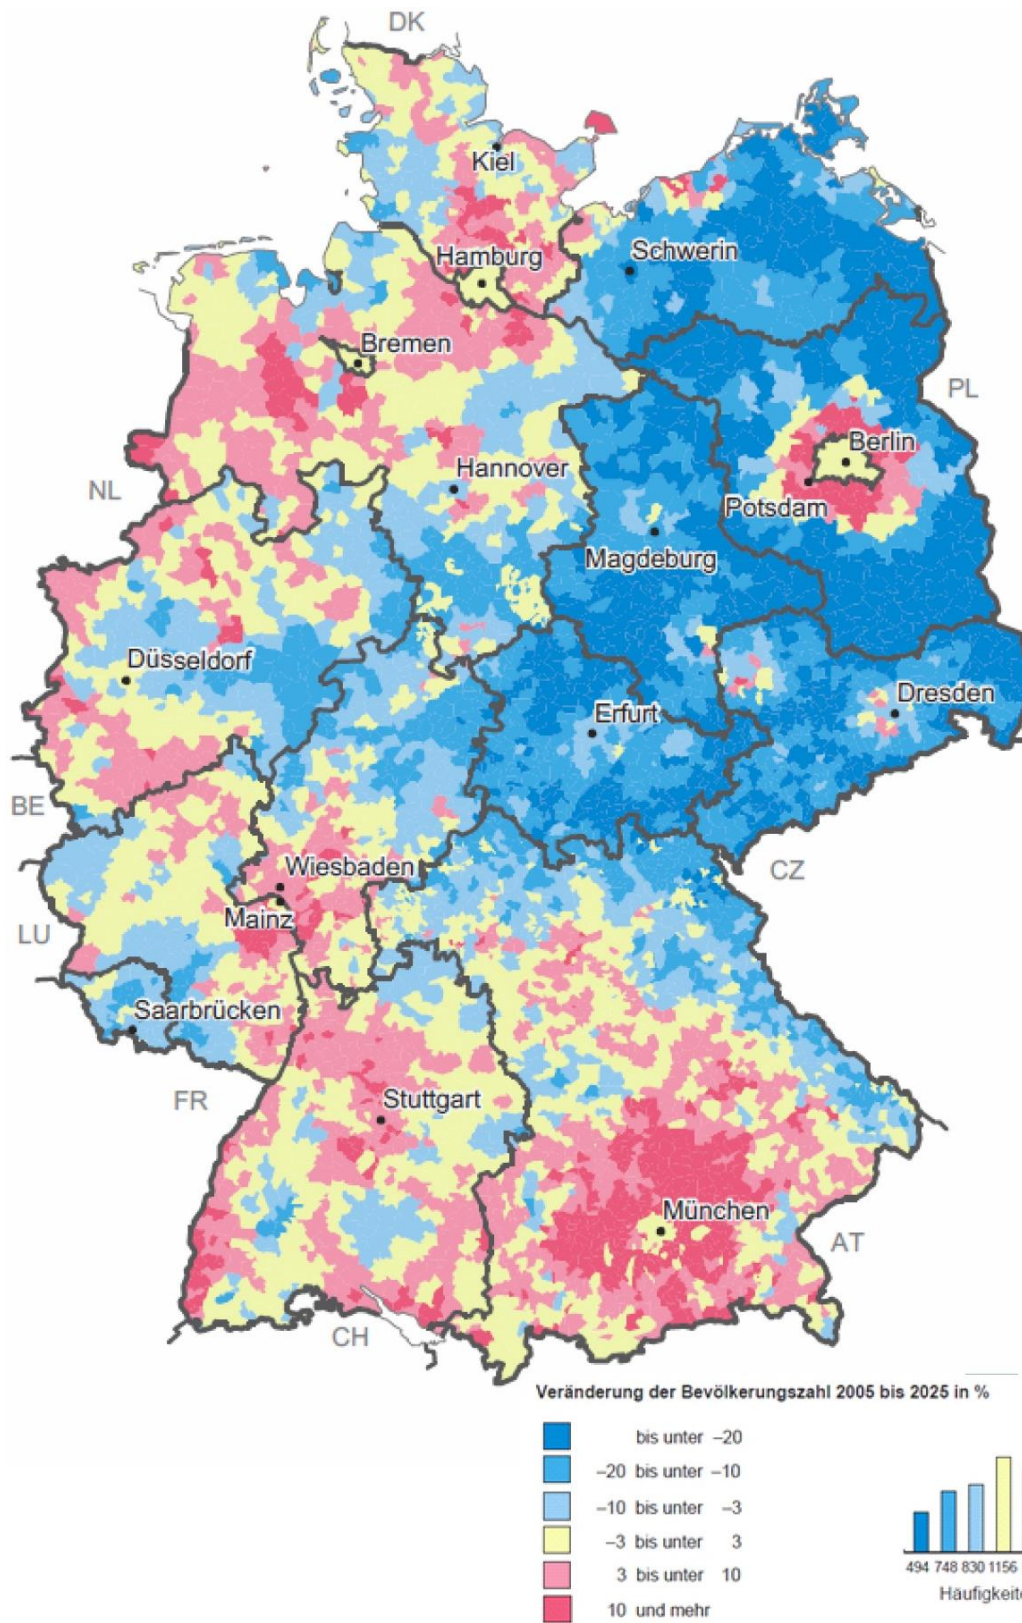 DK
Kiel
Schwerin
Hamburg
Bremen
PL
Berlin
Hannover
NL
Potsdam
Magdeburg
Düsseldorf
Dresden
Erfurt
BE
Wiesbaden
CZ
Mainz
LU
Saarbrücken
FR
Stuttgart
München
AT
CH
Veränderung der Bevölkerungszahl 2005 bis 2025 in %
bis unter –20
–20 bis unter –10
–10 bis unter –3
–3 bis unter 3
3 bis unter 10
10 und mehr
494 748 830 1156
Häufigkeite